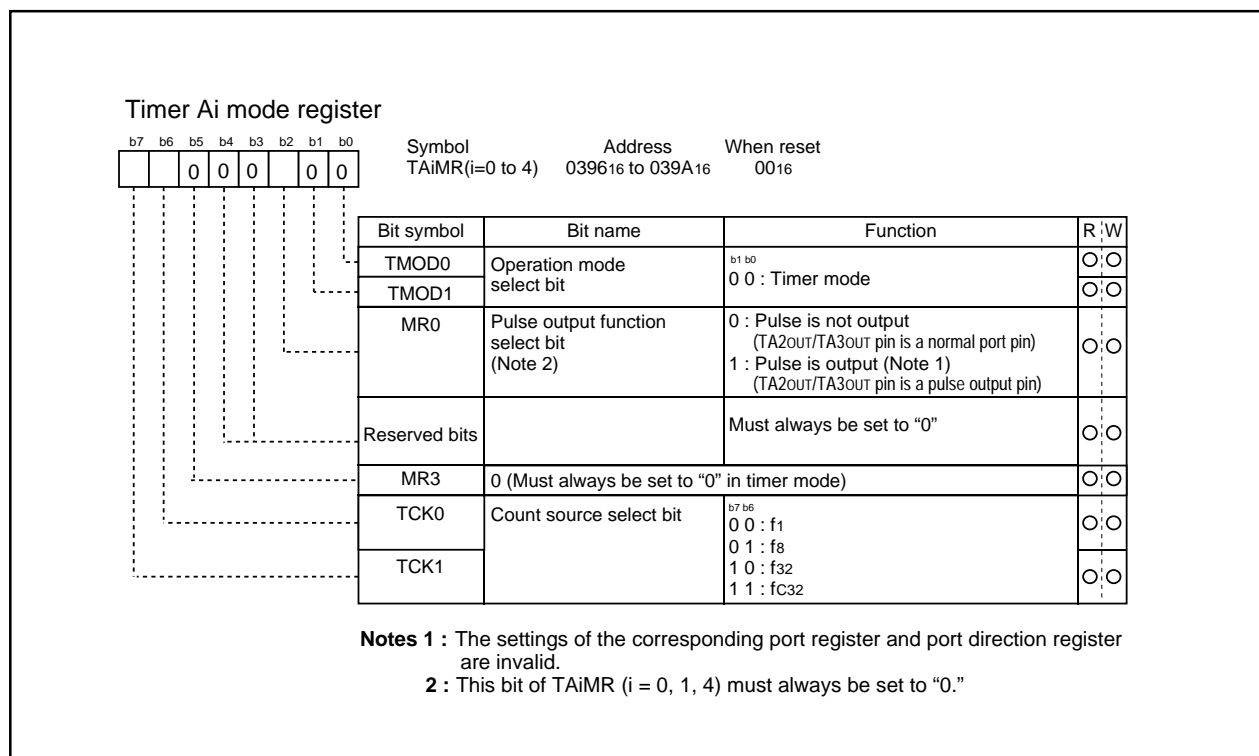 Timer Ai mode register
b7 b6 b5 b4 b3 b2 b1 b0
0 0 0 0 0
Symbol Address When reset
TAiMR(i=0 to 4) 039616 to 039A16 0016
Bit symbol Bit name Function R W
TMOD0 Operation mode select bit b1 b0
0 0 : Timer mode
TMOD1
MR0 Pulse output function select bit (Note 2) 0 : Pulse is not output
(TA2OUT/TA3OUT pin is a normal port pin)
1 : Pulse is output (Note 1)
(TA2OUT/TA3OUT pin is a pulse output pin)
Reserved bits Must always be set to “0”
MR3 0 (Must always be set to “0” in timer mode)
TCK0 Count source select bit b7 b6
0 0 : f1
0 1 : f8
TCK1 1 0 : f32
1 1 : fC32
Notes 1 : The settings of the corresponding port register and port direction register
are invalid.
2 : This bit of TAiMR (i = 0, 1, 4) must always be set to “0.”